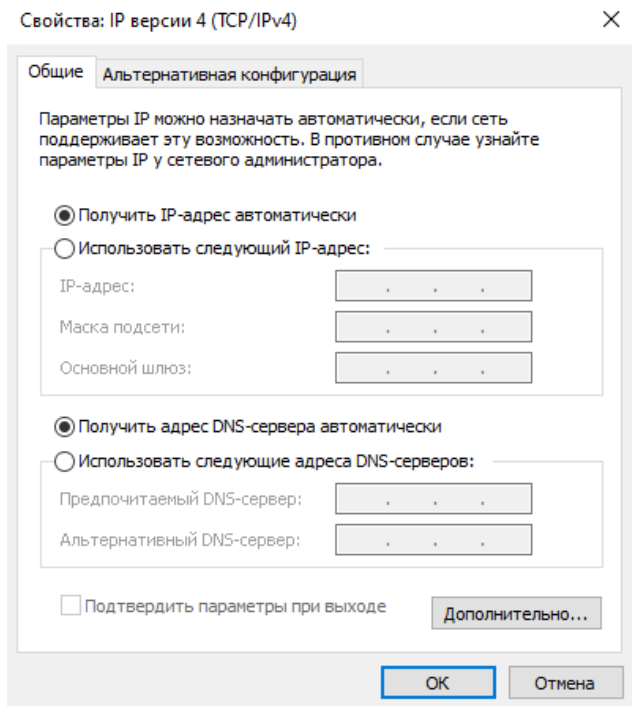 Свойства: IP версии 4 (TCP/IPv4)
Общие
Альтернативная конфигурация
Параметры IP можно назначать автоматически, если сеть
поддерживает эту возможность. В противном случае узнайте
параметры IP у сетевого администратора.
Получить IP-адрес автоматически
Использовать следующий IP-адрес:
IP-адрес:
Маска подсети:
Основной шлюз:
Получить адрес DNS-сервера автоматически
Использовать следующие адреса DNS-серверов:
Предпочитаемый DNS-сервер:
Альтернативный DNS-сервер:
Подтвердить параметры при выходе
Дополнительно...
ОК
Отмена